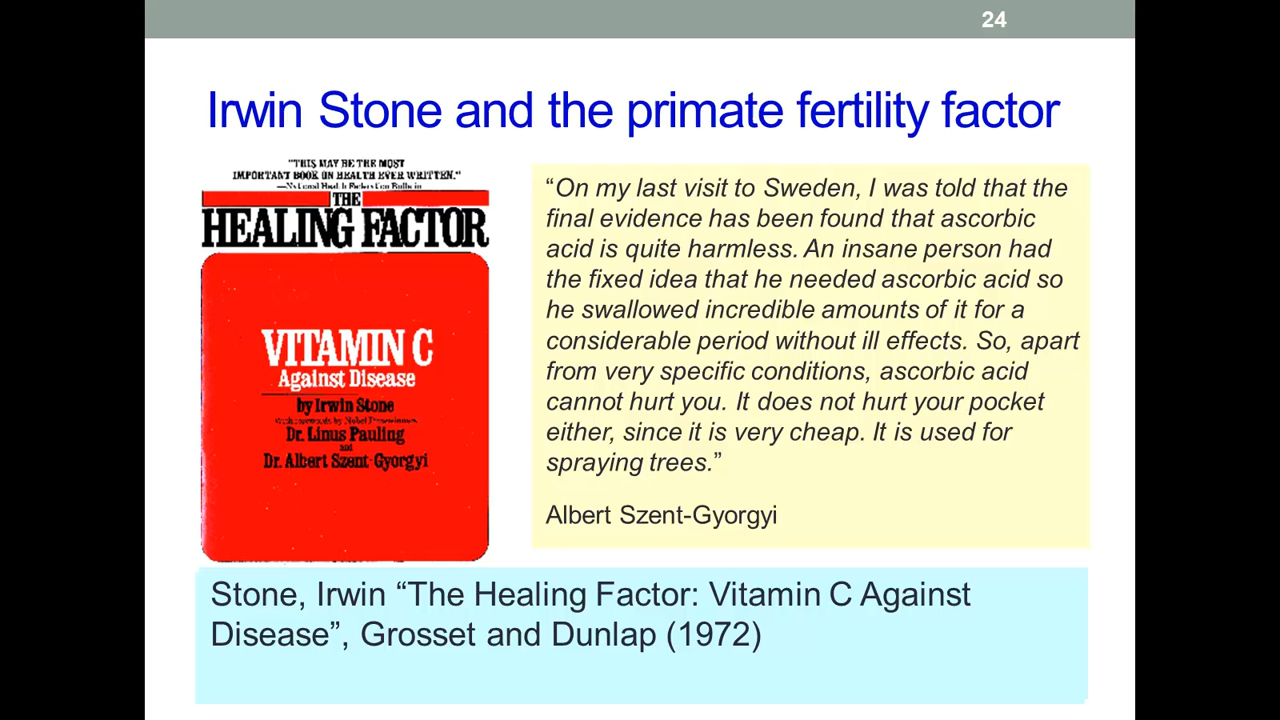 24
Irwin Stone and the primate fertility factor
"THIS MAY BE THE MOST
IMPORTANT BOOK ON HEALTH EVER WRITTEN."
THE
HEALING FACTOR
VITAMIN C
Against Disease
by Irwin Stone
Dr. Linus Pauling
and
Dr. Albert Szent-Gyorgyi
“On my last visit to Sweden, I was told that the
final evidence has been found that ascorbic
acid is quite harmless. An insane person had
the fixed idea that he needed ascorbic acid so
he swallowed incredible amounts of it for a
considerable period without ill effects. So, apart
from very specific conditions, ascorbic acid
cannot hurt you. It does not hurt your pocket
either, since it is very cheap. It is used for
spraying trees.”
Albert Szent-Gyorgyi
Stone, Irwin “The Healing Factor: Vitamin C Against
Disease”, Grosset and Dunlap (1972)